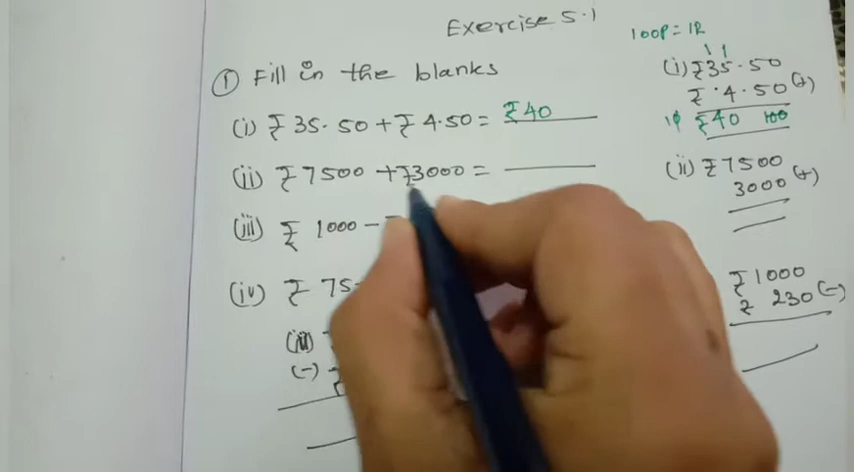 Exercise 5.1
① Fill in the blanks
(i) ₹ 35.50 + ₹ 4.50 = ₹40
(ii) ₹ 7500 + ₹3000 =
(iii) ₹ 1000 -
(iv) ₹ 75
(iii)
(-)
100P = 1R
(i) ₹35.50
₹ 4.50 (+)
₹40 100
(ii) ₹7500
3000 (+)
₹ 1000
₹ 230 (-)